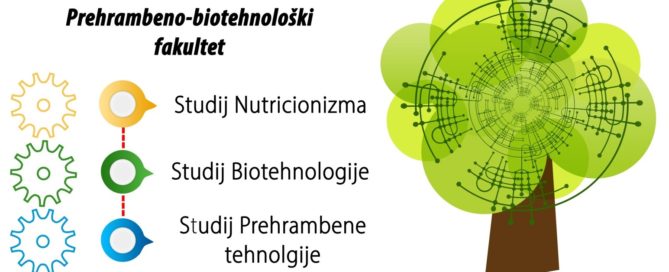 Prehrambeno-biotehnološki
fakultet
Studij Nutricionizma
Studij Biotehnologije
Studij Prehrambene
tehnolgije